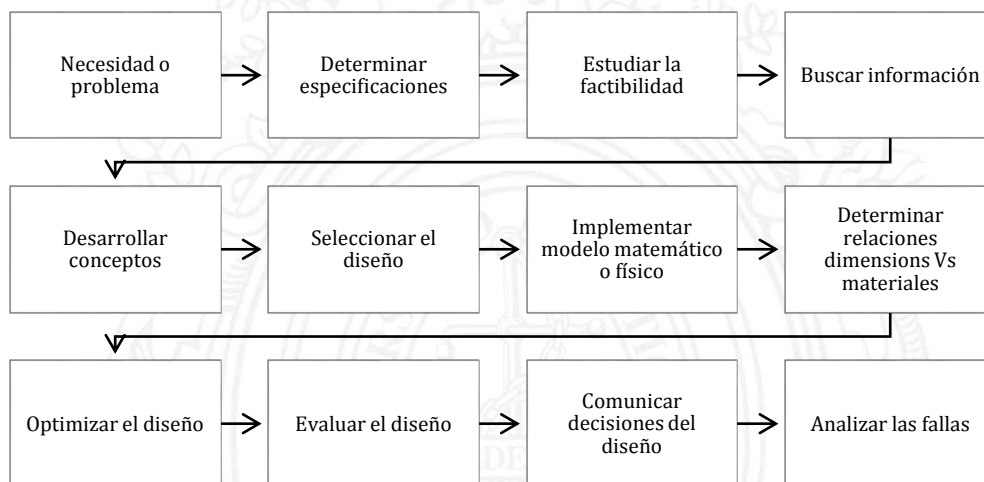 Necesidad o
problema
Determinar
especificaciones
Estudiar la
factibilidad
Buscar información
Desarrollar
conceptos
Seleccionar el
diseño
Implementar
modelo matemático
o físico
Determinar
relaciones
dimensions Vs
materiales
Optimizar el diseño
Evaluar el diseño
Comunicar
decisiones del
diseño
Analizar las fallas